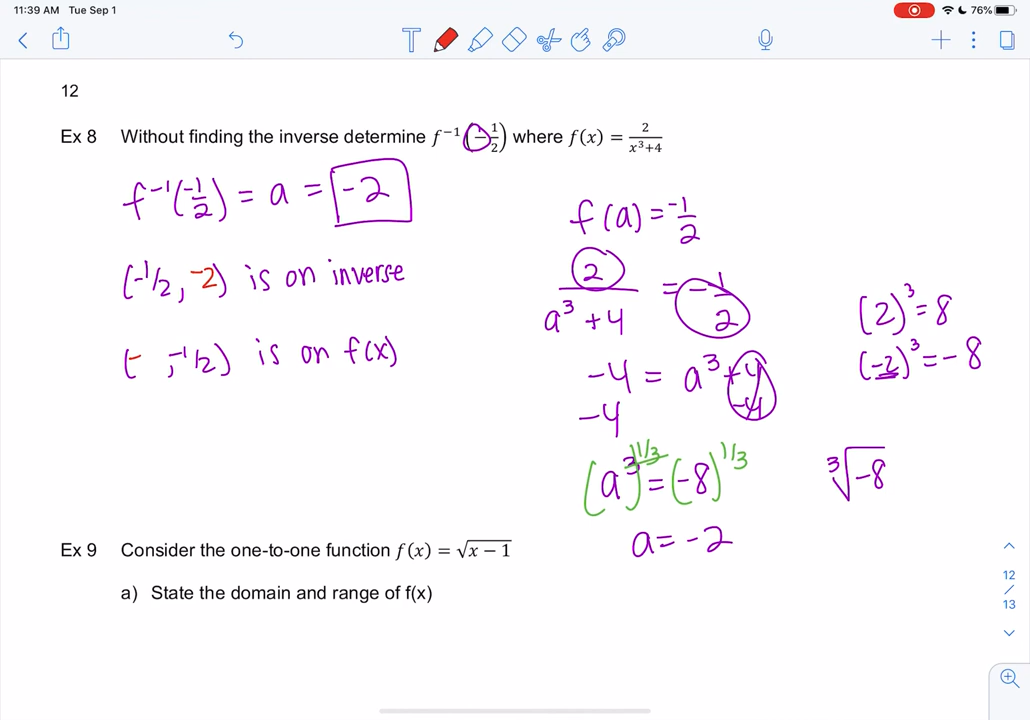 11:39 AM Tue Sep 1
76%
12
Ex 8 Without finding the inverse determine f⁻¹(−1/2) where f(x) = 2/(x³+4)
f⁻¹(-1/2) = a = -2
f(a) = -1/2
(-1/2, -2) is on inverse
2/(a³ + 4) = -1/2
(2)³ = 8
(- , -1/2) is on f(x)
(-2)³ = -8
-4 = a³ + 4
-4 -4
(a³)^1/3 = (-8)^1/3
³√-8
a = -2
Ex 9 Consider the one-to-one function f(x) = √x − 1
a) State the domain and range of f(x)
12
/
13